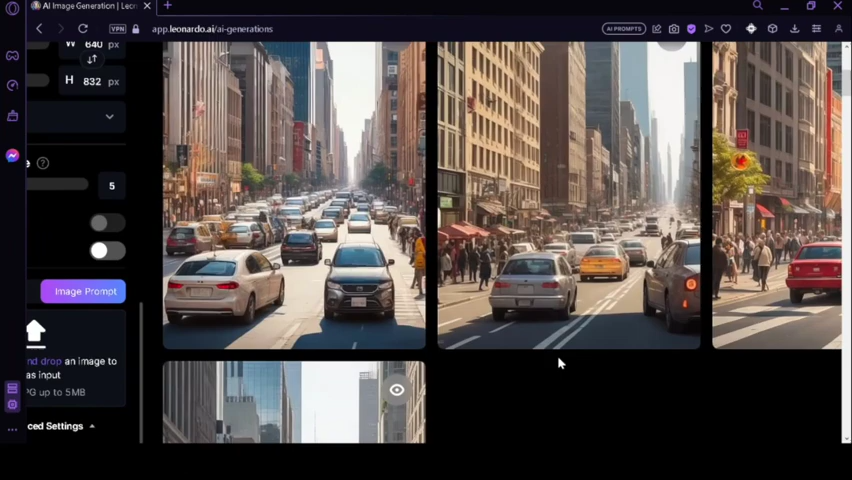 AI Image Generation | Leon
VPN
app.leonardo.ai/ai-generations
AI PROMPTS
W 640 px
H 832 px
e
5
Image Prompt
nd drop an image to
as input
PG up to 5MB
ced Settings